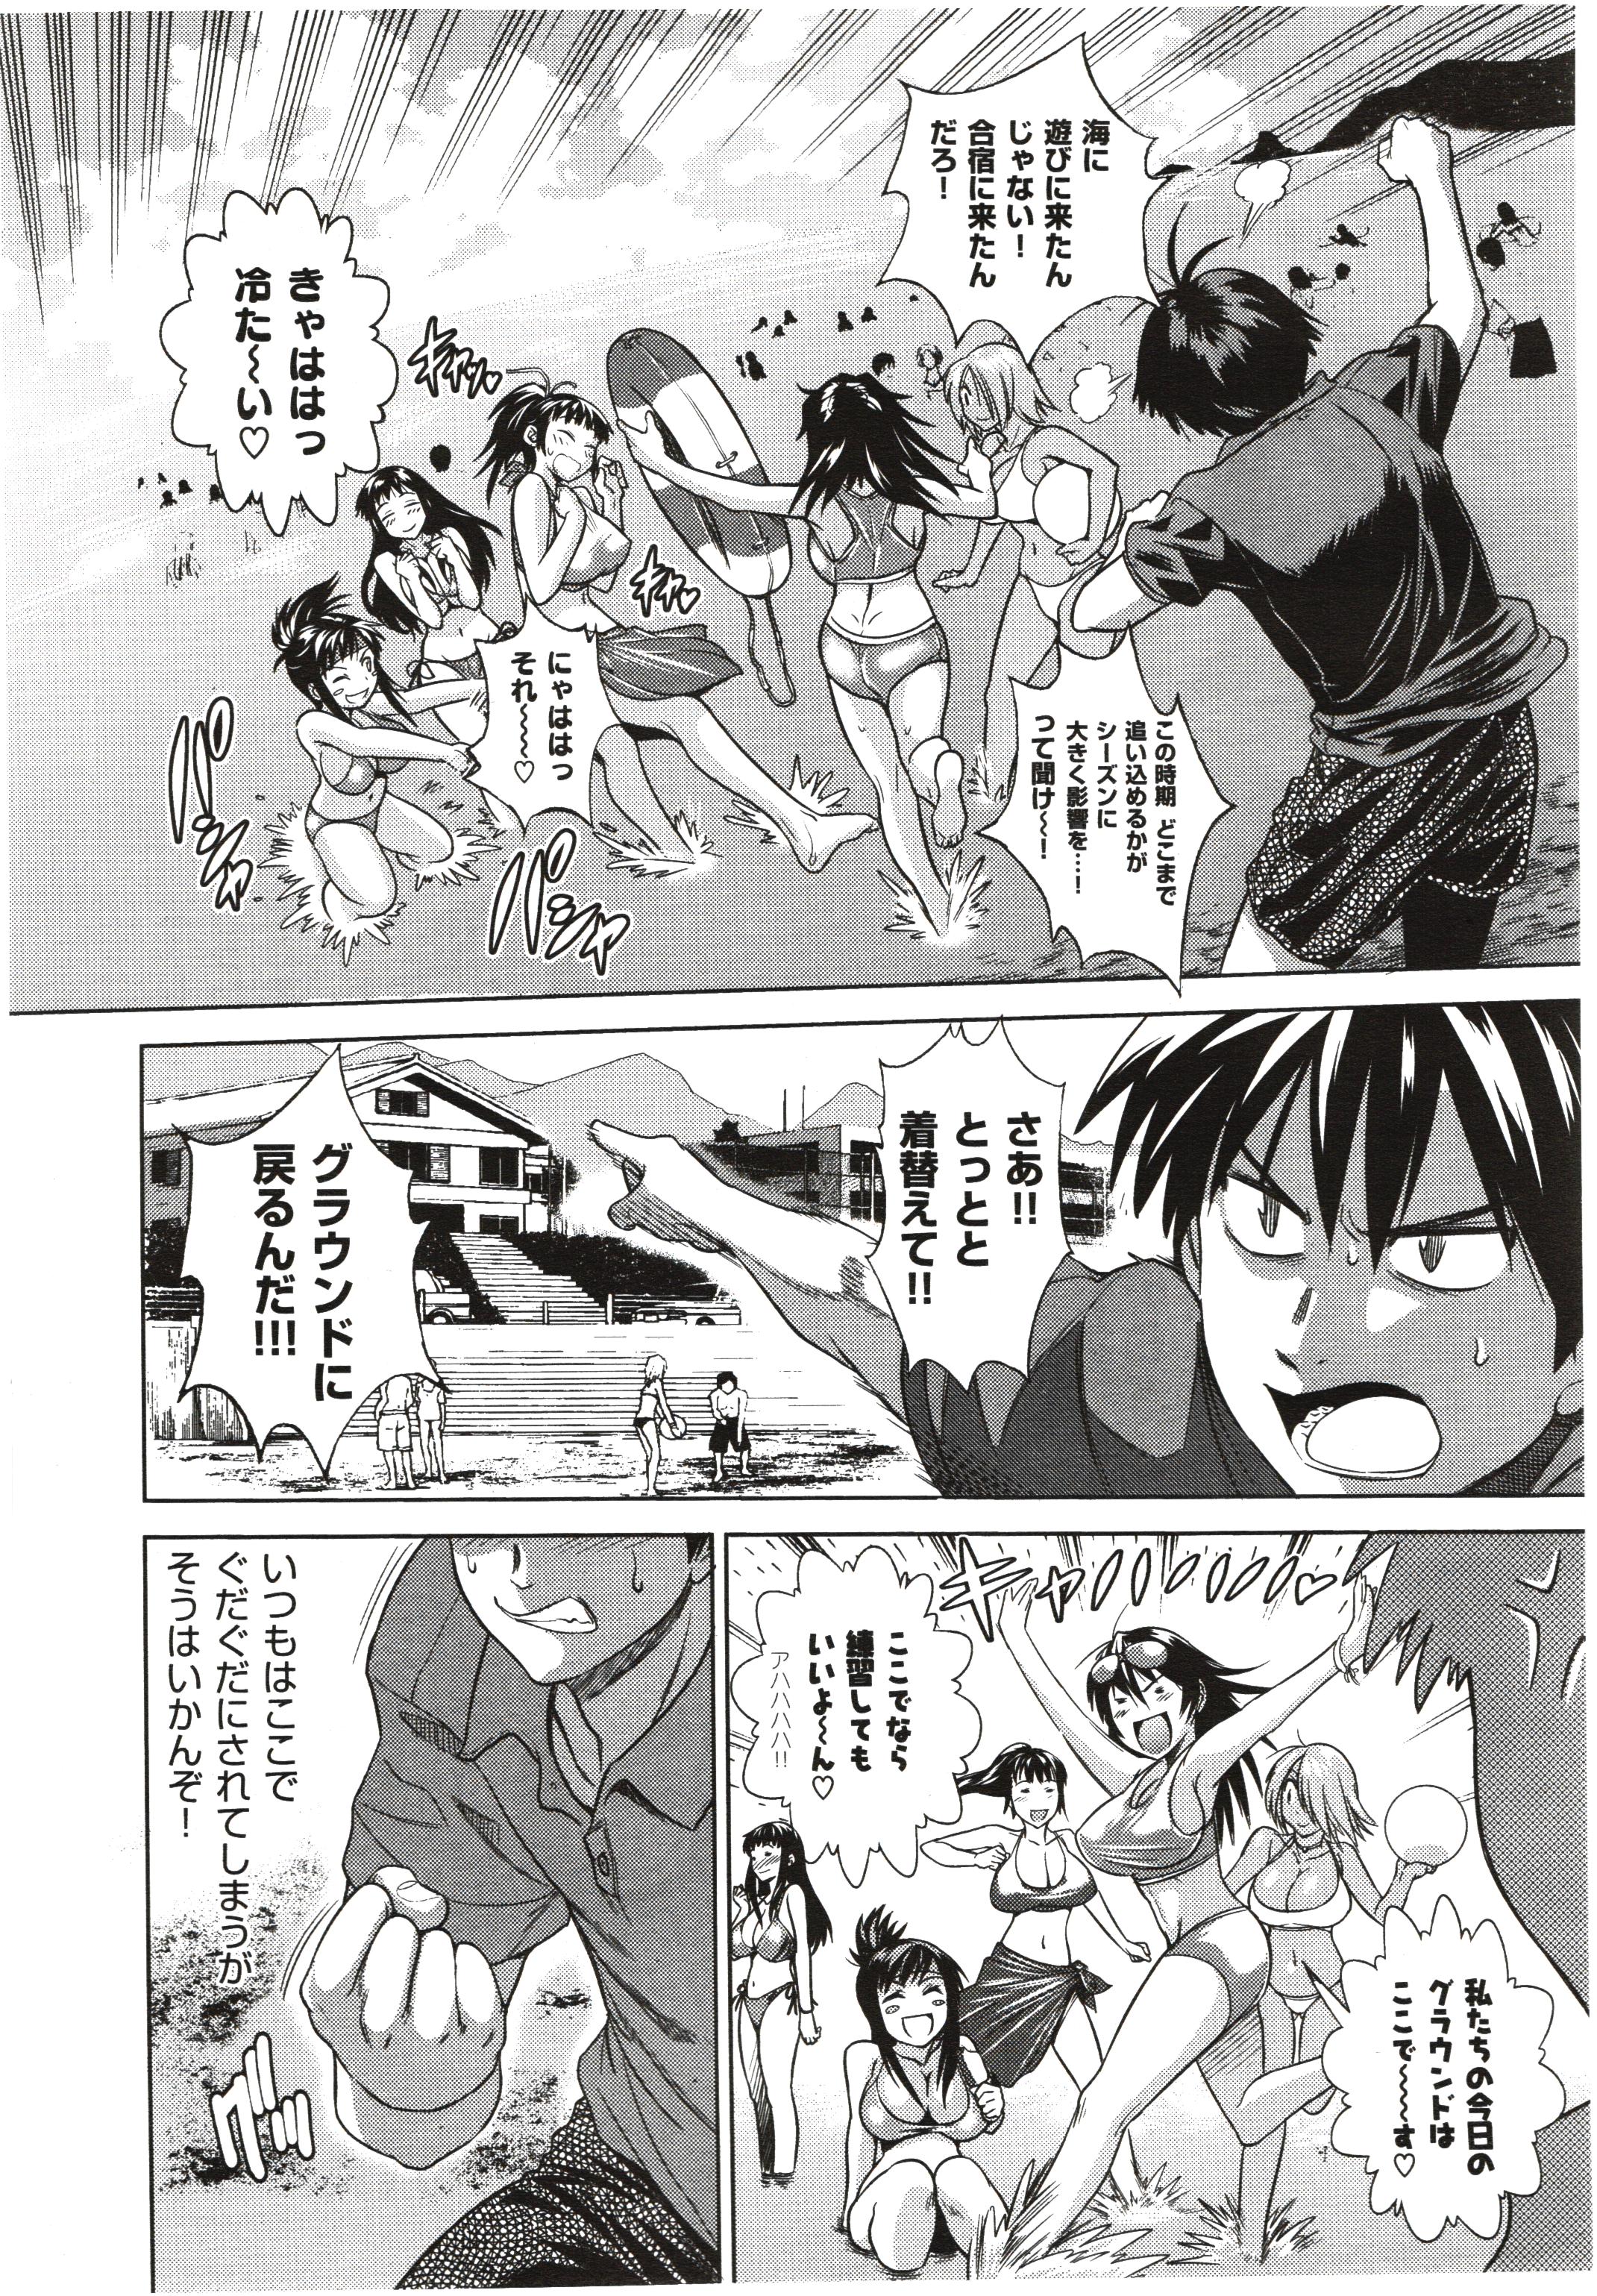 海に
遊びに来たん
じゃない！
合宿に来たん
だろ！
この時期 どこまで
追い込めるかが
シーズンに
大きく影響を…！
って聞け～！
キャッ♡
キャッ♡
きゃははっ
冷た～い♡
にゃははっ
それ～～～♡
パシャ
パシャ
さあ!!
とっとと
着替えて!!
グラウンドに
戻るんだ!!!
キャハハハハハ♡
私たちの今日の
グラウンドは
ここで～～～す♡
ここでなら
練習しても
いいよ～ん♡
アハハハハ!!
いつもはここで
ぐだぐだにされてしまうが
そうはいかんぞ！
グッ